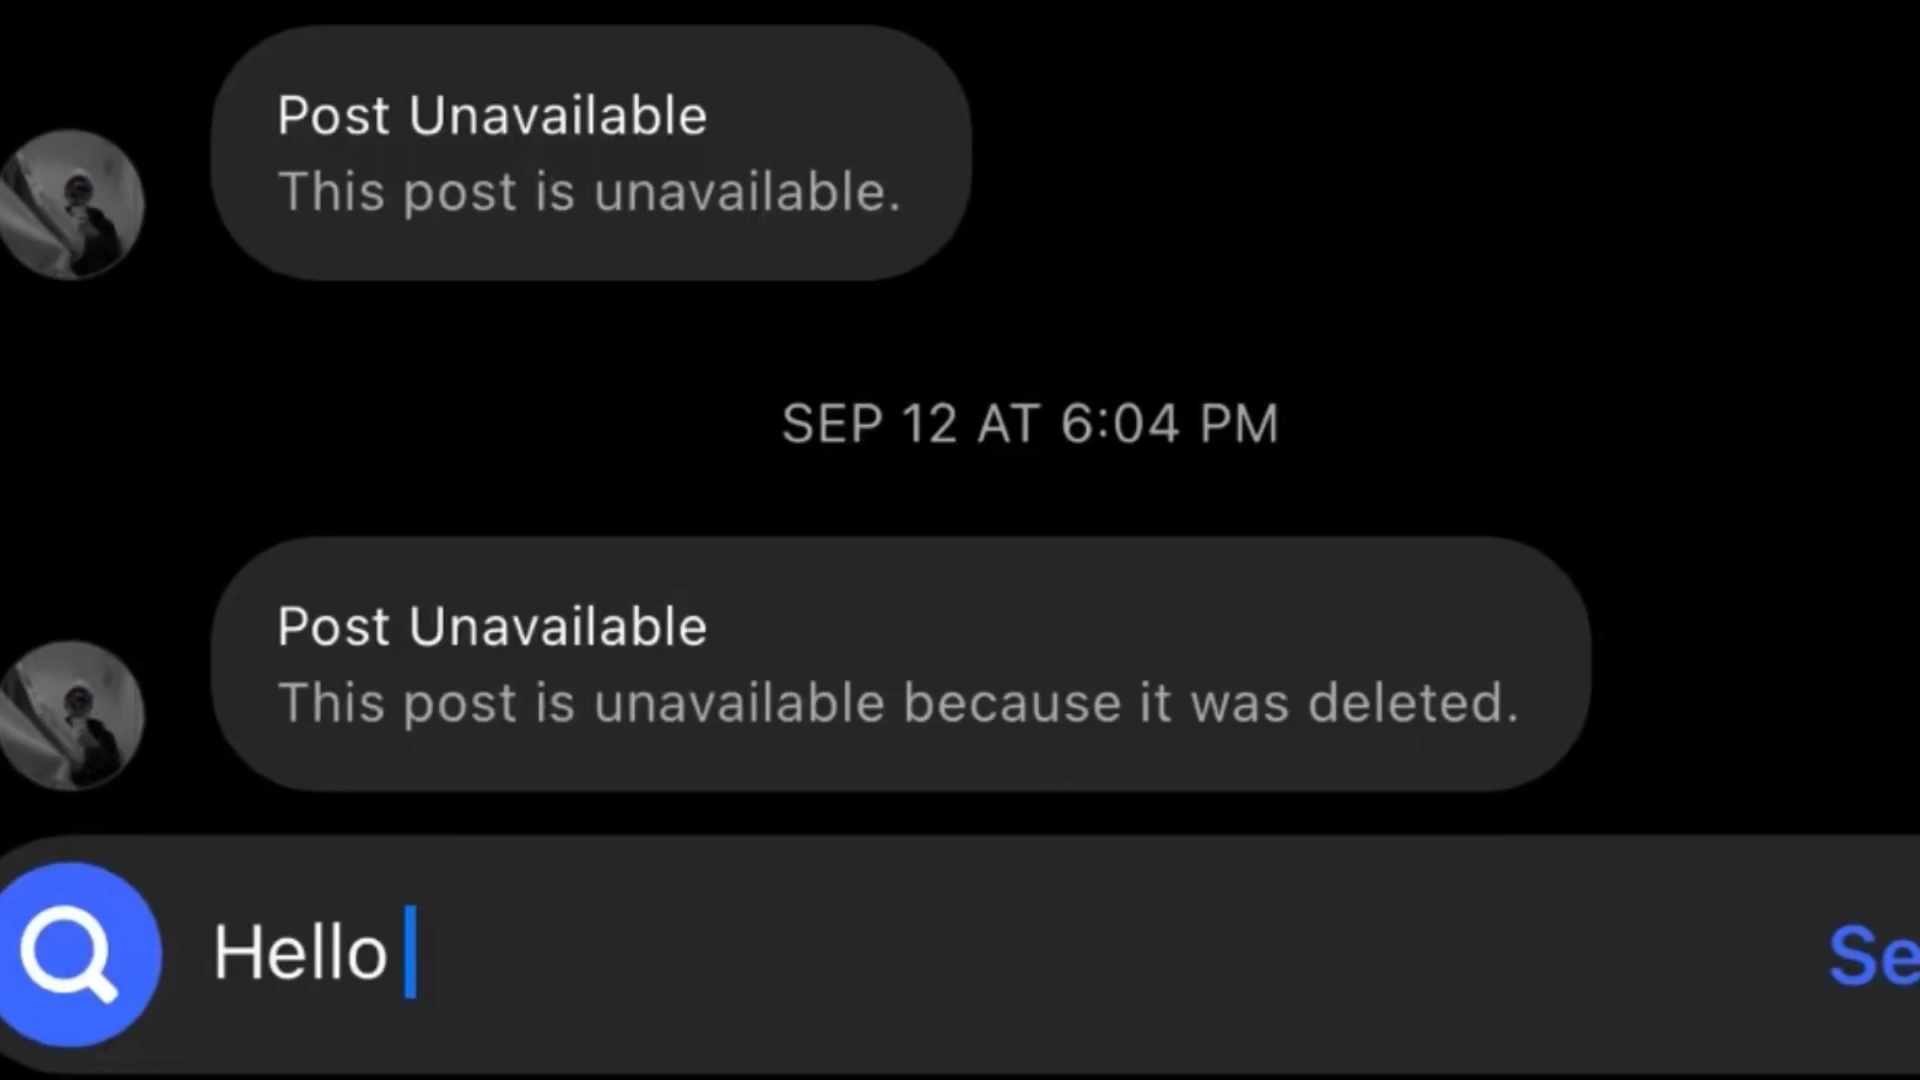 Post Unavailable
This post is unavailable.
SEP 12 AT 6:04 PM
Post Unavailable
This post is unavailable because it was deleted.
Hello
Se